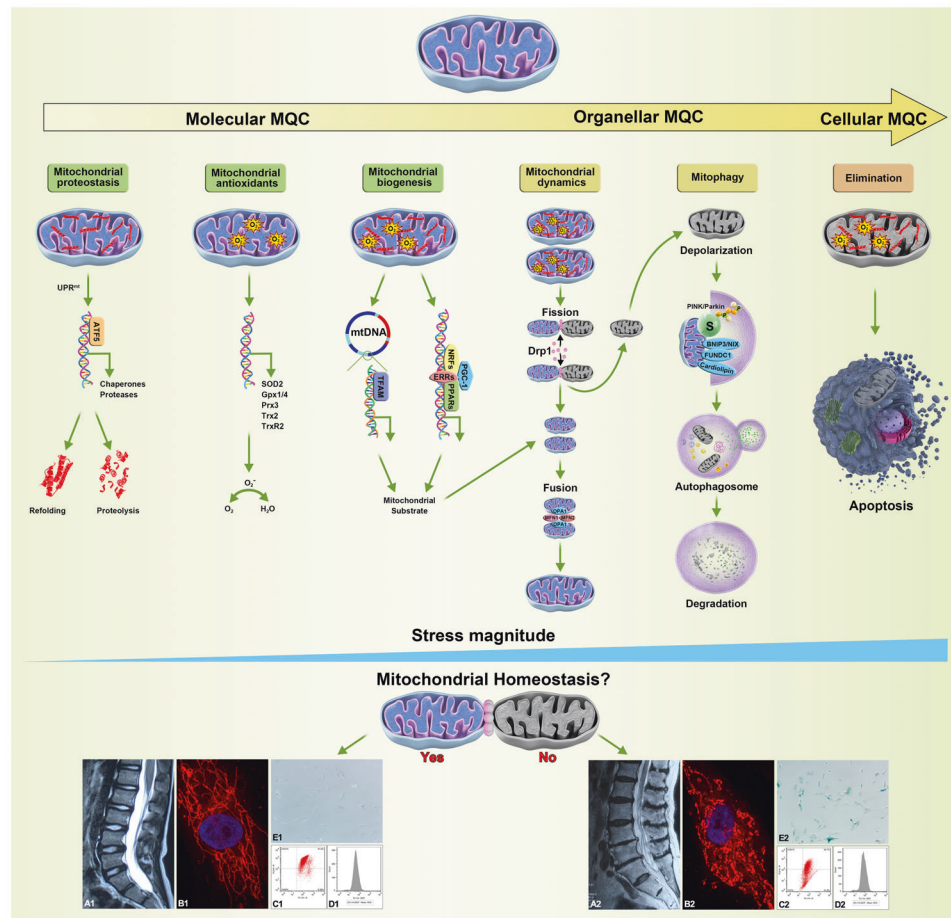 Molecular MQC
Organellar MQC
Cellular MQC
Mitochondrial
proteostasis
Mitochondrial
antioxidants
Mitochondrial
biogenesis
Mitochondrial
dynamics
Mitophagy
Elimination
UPRmt
ATF5
Chaperones
Proteases
Refolding
Proteolysis
SOD2
Gpx1/4
Prx3
Trx2
TrxR2
O₂⁻
O₂
H₂O
mtDNA
TFAM
NRFs
ERRs
PPARs
PGC-1
Mitochondrial
Substrate
Fission
Drp1
Fusion
OPA1
MFN1
MFN2
OPA1
Depolarization
PINK/Parkin
P
P
S
BNIP3/NIX
FUNDC1
Cardiolipin
Autophagosome
Degradation
Apoptosis
Stress magnitude
Mitochondrial Homeostasis?
Yes
No
A1
B1
E1
C1
D1
A2
B2
E2
C2
D2